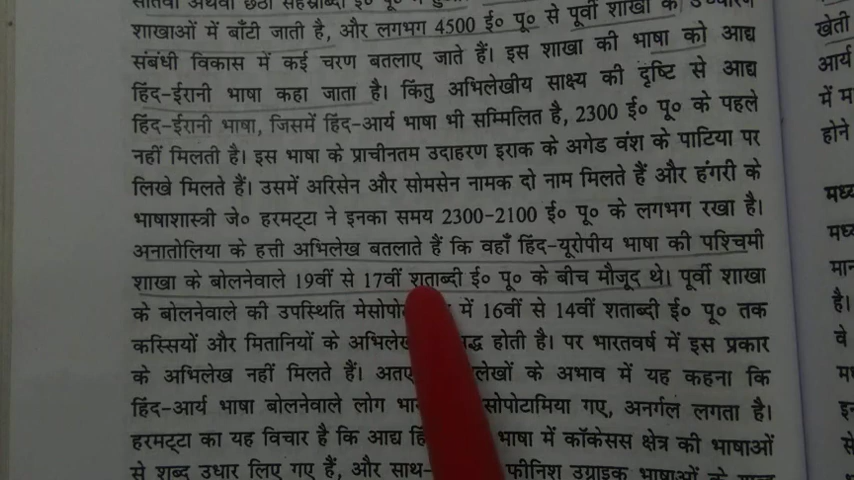 शाखाओं में बाँटी जाती है, और लगभग 4500 ई० पू० से पूर्वी शाखा के
संबंधी विकास में कई चरण बतलाए जाते हैं। इस शाखा की भाषा को आद्य
हिंद-ईरानी भाषा कहा जाता है। किंतु अभिलेखीय साक्ष्य की दृष्टि से आद्य
हिंद-ईरानी भाषा, जिसमें हिंद-आर्य भाषा भी सम्मिलित है, 2300 ई० पू० के पहले
नहीं मिलती है। इस भाषा के प्राचीनतम उदाहरण इराक के अगेड वंश के पाटिया पर
लिखे मिलते हैं। उसमें अरिसेन और सोमसेन नामक दो नाम मिलते हैं और हंगरी के
भाषाशास्त्री जे० हरमट्टा ने इनका समय 2300-2100 ई० पू० के लगभग रखा है।
अनातोलिया के हत्ती अभिलेख बतलाते हैं कि वहाँ हिंद-यूरोपीय भाषा की पश्चिमी
शाखा के बोलनेवाले 19वीं से 17वीं शताब्दी ई० पू० के बीच मौजूद थे। पूर्वी शाखा
के बोलनेवाले की उपस्थिति मेसोपो में 16वीं से 14वीं शताब्दी ई० पू० तक
कस्सियों और मितानियों के अभिलेख द्ध होती है। पर भारतवर्ष में इस प्रकार
के अभिलेख नहीं मिलते हैं। अतए लेखों के अभाव में यह कहना कि
हिंद-आर्य भाषा बोलनेवाले लोग भा सोपोटामिया गए, अनर्गल लगता है।
हरमट्टा का यह विचार है कि आद्य हिं भाषा में कॉकेसस क्षेत्र की भाषाओं
से शब्द उधार लिए गए हैं, और साथ- फीनिश उग्राइक भाषाओं के
खेती
आर्य
में म
होने
मध्य
मध्य
मान
है।
वे